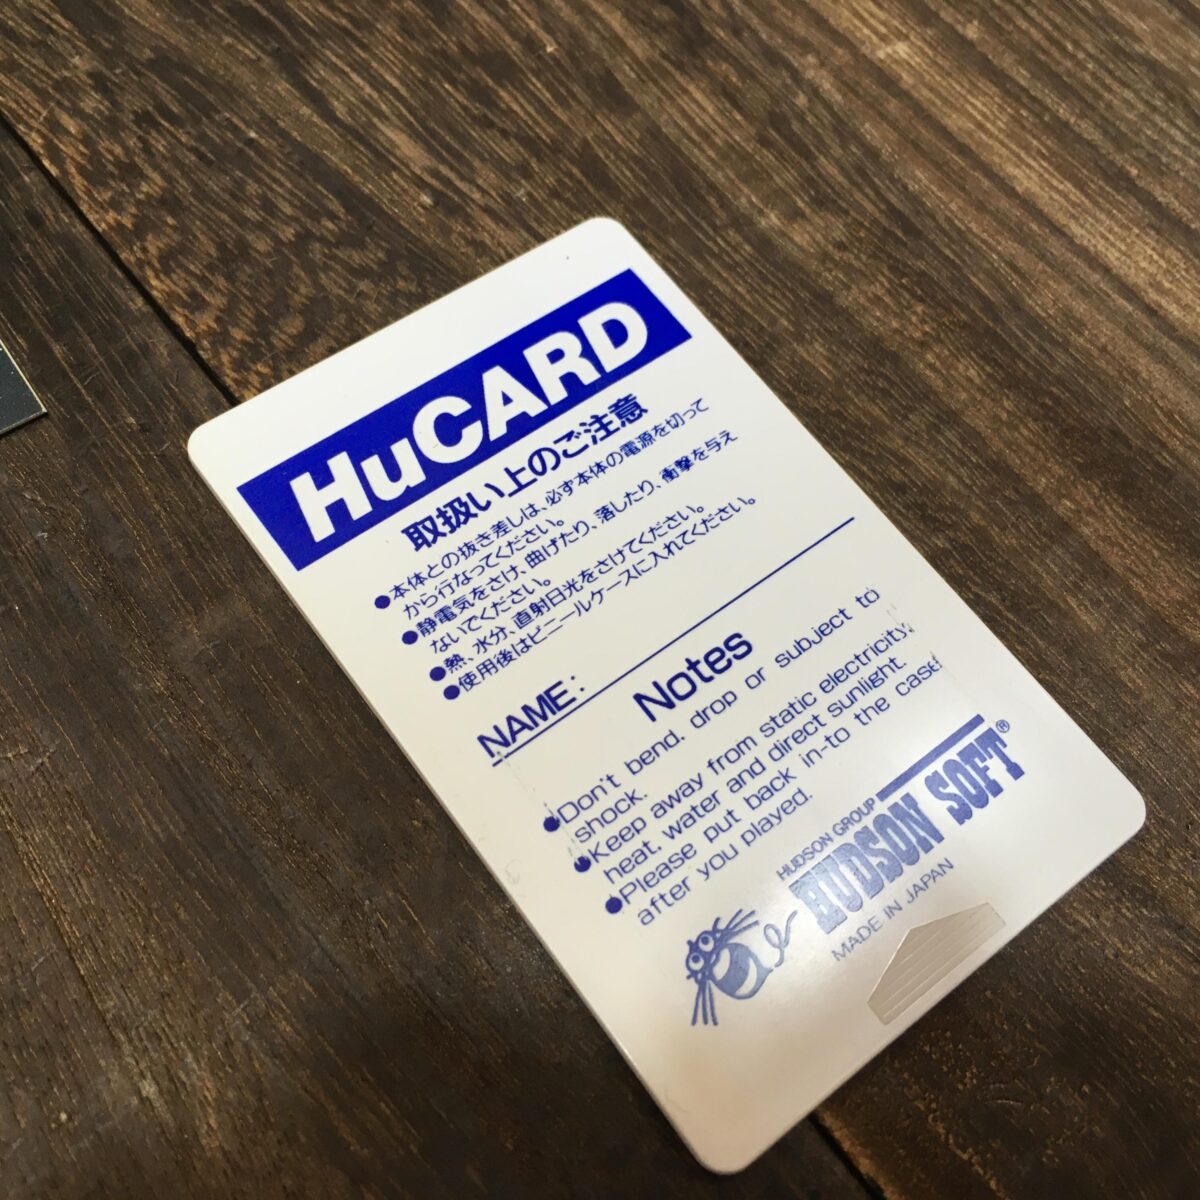 HuCARD
取扱い上のご注意
●本体との抜き差しは、必ず本体の電源を切って
から行なってください。
●静電気をさけ、曲げたり、落したり、衝撃を与え
ないでください。
●熱、水分、直射日光をさけてください。
●使用後はビニールケースに入れてください。
NAME:
Notes
●Don't bend, drop or subject to
shock.
●Keep away from static electricity,
heat, water and direct sunlight.
●Please put back in-to the case
after you played.
HUDSON GROUP
HUDSON SOFT®
MADE IN JAPAN